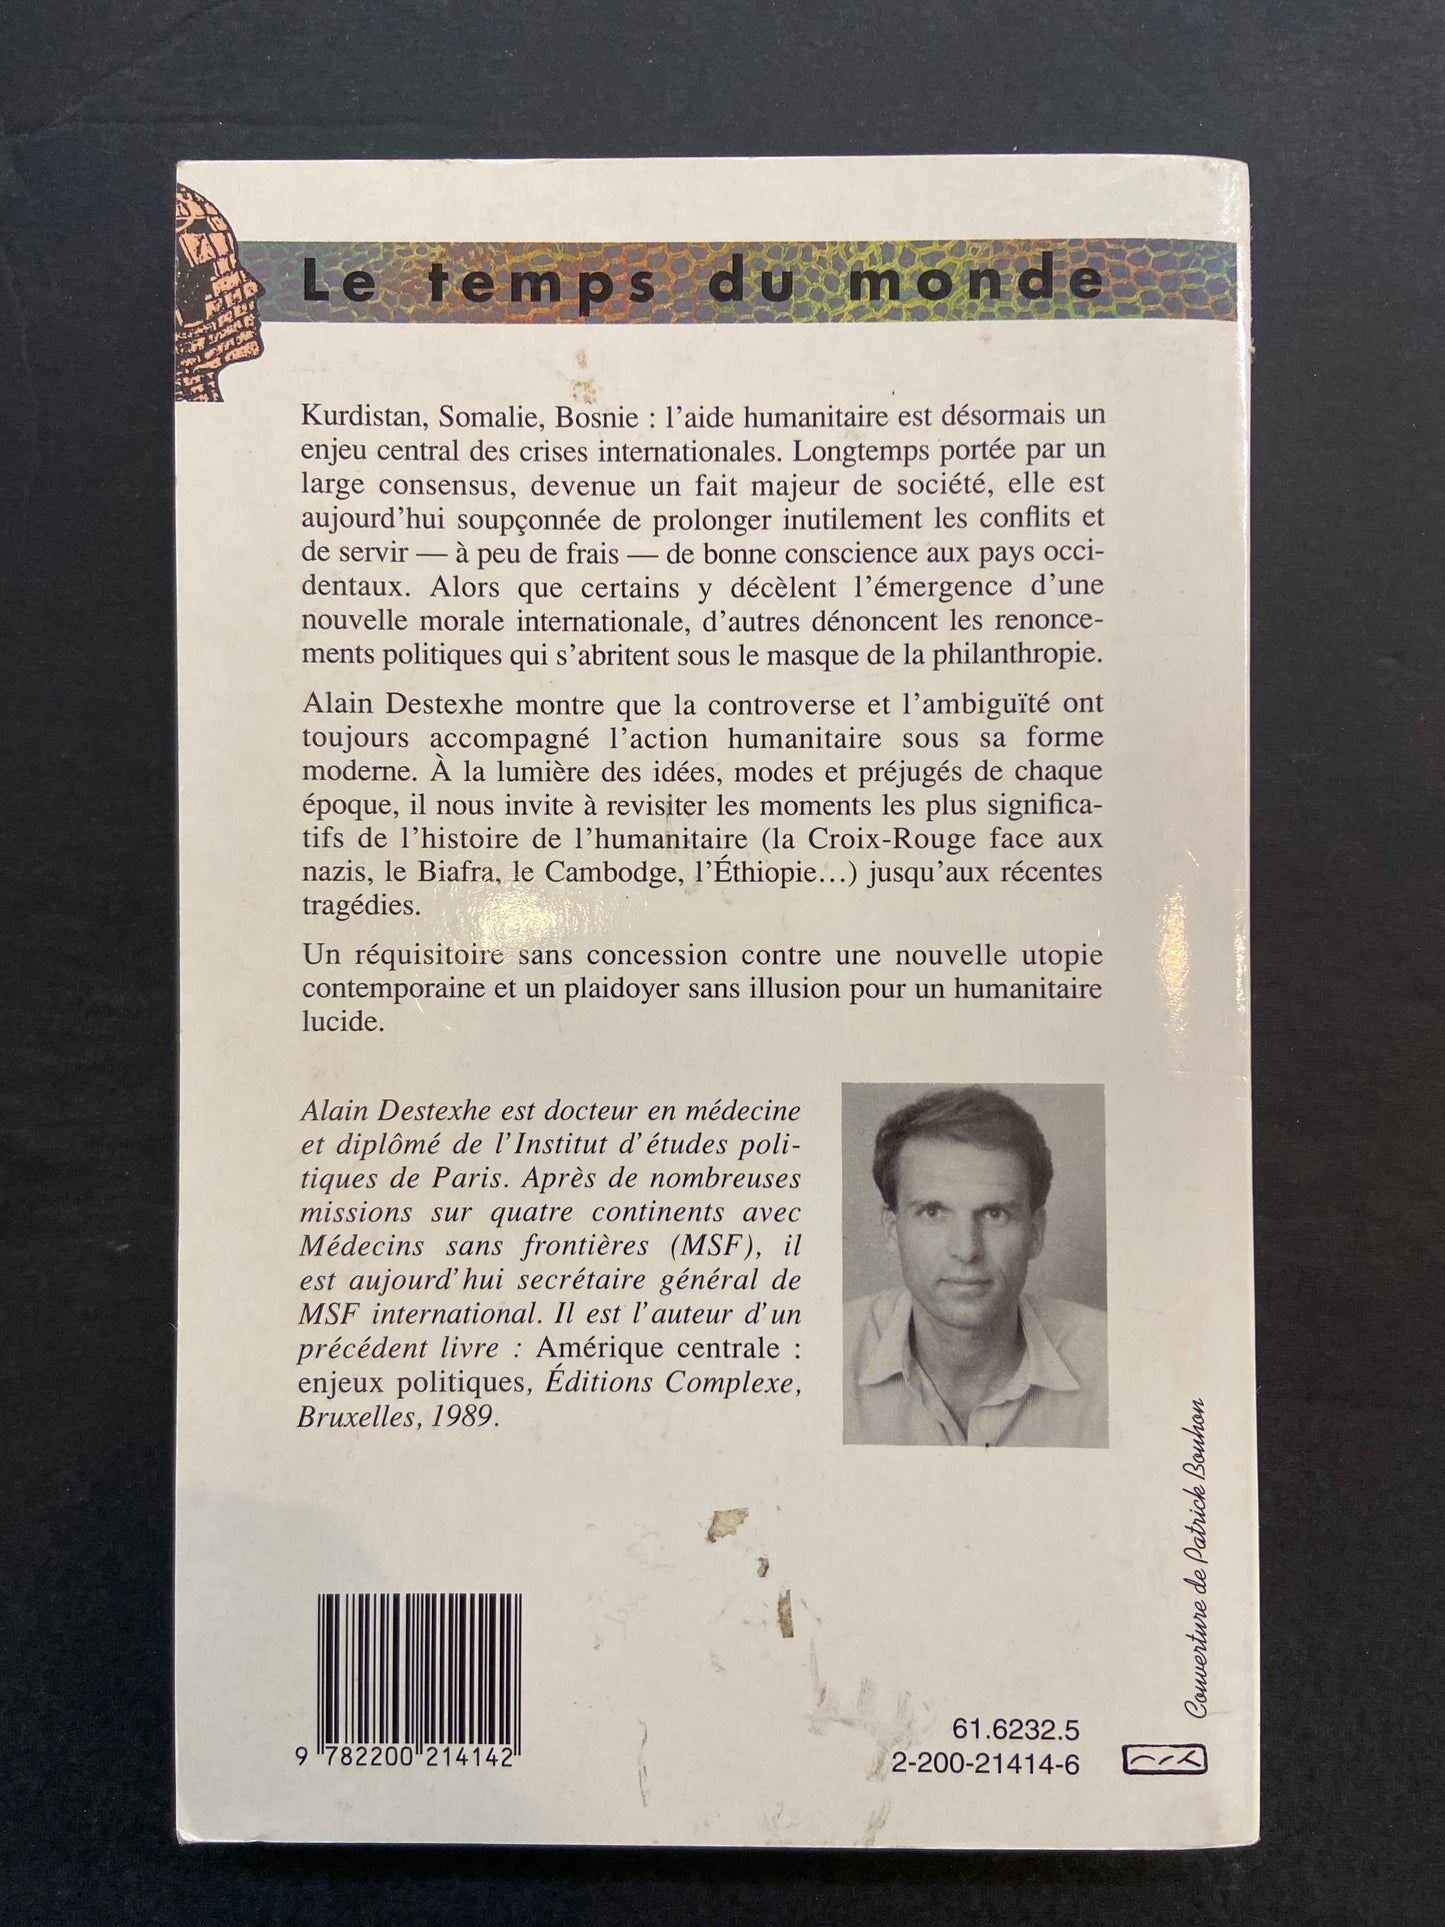 Le temps du monde
Kurdistan, Somalie, Bosnie : l'aide humanitaire est désormais un
enjeu central des crises internationales. Longtemps portée par un
large consensus, devenue un fait majeur de société, elle est
aujourd'hui soupçonnée de prolonger inutilement les conflits et
de servir — à peu de frais — de bonne conscience aux pays occi-
dentaux. Alors que certains y décèlent l'émergence d'une
nouvelle morale internationale, d'autres dénoncent les renonce-
ments politiques qui s'abritent sous le masque de la philanthropie.
Alain Destexhe montre que la controverse et l'ambiguïté ont
toujours accompagné l'action humanitaire sous sa forme
moderne. À la lumière des idées, modes et préjugés de chaque
époque, il nous invite à revisiter les moments les plus significa-
tifs de l'histoire de l'humanitaire (la Croix-Rouge face aux
nazis, le Biafra, le Cambodge, l'Éthiopie...) jusqu'aux récentes
tragédies.
Un réquisitoire sans concession contre une nouvelle utopie
contemporaine et un plaidoyer sans illusion pour un humanitaire
lucide.
Alain Destexhe est docteur en médecine
et diplômé de l'Institut d'études poli-
tiques de Paris. Après de nombreuses
missions sur quatre continents avec
Médecins sans frontières (MSF), il
est aujourd'hui secrétaire général de
MSF international. Il est l'auteur d'un
précédent livre : Amérique centrale :
enjeux politiques, Éditions Complexe,
Bruxelles, 1989.
Couverture de Patrick Bouhon
9 782200 214142
61.6232.5
2-200-21414-6